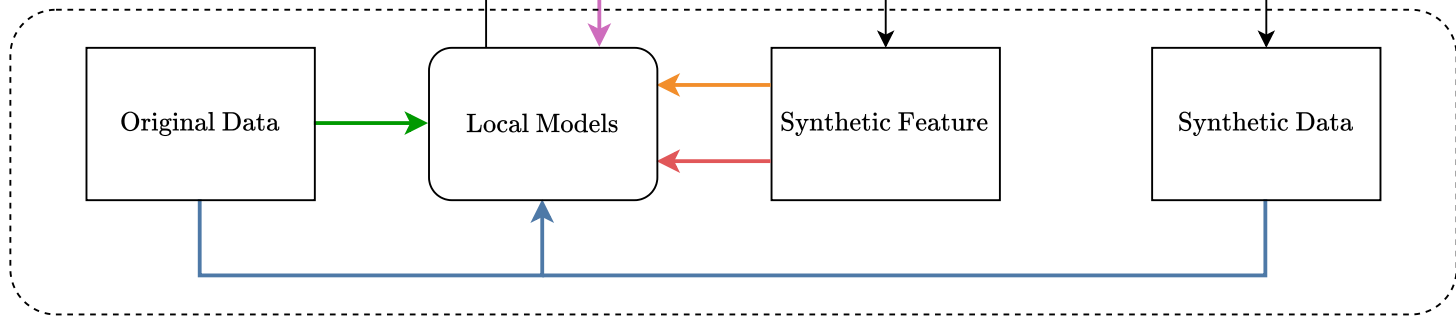 Original Data
Local Models
Synthetic Feature
Synthetic Data